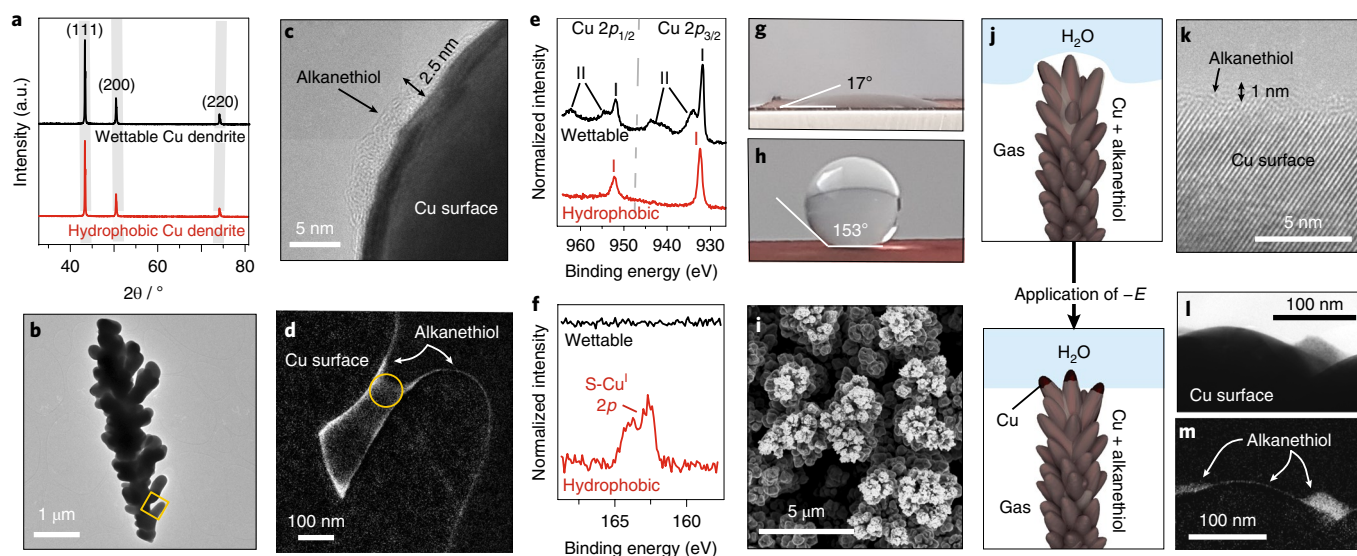 a
Intensity (a.u.)
(111)
(200)
(220)
Wettable Cu dendrite
Hydrophobic Cu dendrite
40
60
80
2θ / °
b
1 μm
c
Alkanethiol
2.5 nm
Cu surface
5 nm
d
Alkanethiol
Cu surface
100 nm
e
Normalized intensity
Cu 2p1/2
Cu 2p3/2
II
I
II
I
Wettable
I
I
Hydrophobic
960
950
940
930
Binding energy (eV)
f
Normalized intensity
Wettable
S-CuI
2p
Hydrophobic
165
160
Binding energy (eV)
g
17°
h
153°
i
5 μm
j
H2O
Gas
Cu + alkanethiol
Application of –E
H2O
Cu
Gas
Cu + alkanethiol
k
Alkanethiol
1 nm
Cu surface
5 nm
l
100 nm
Cu surface
m
Alkanethiol
100 nm